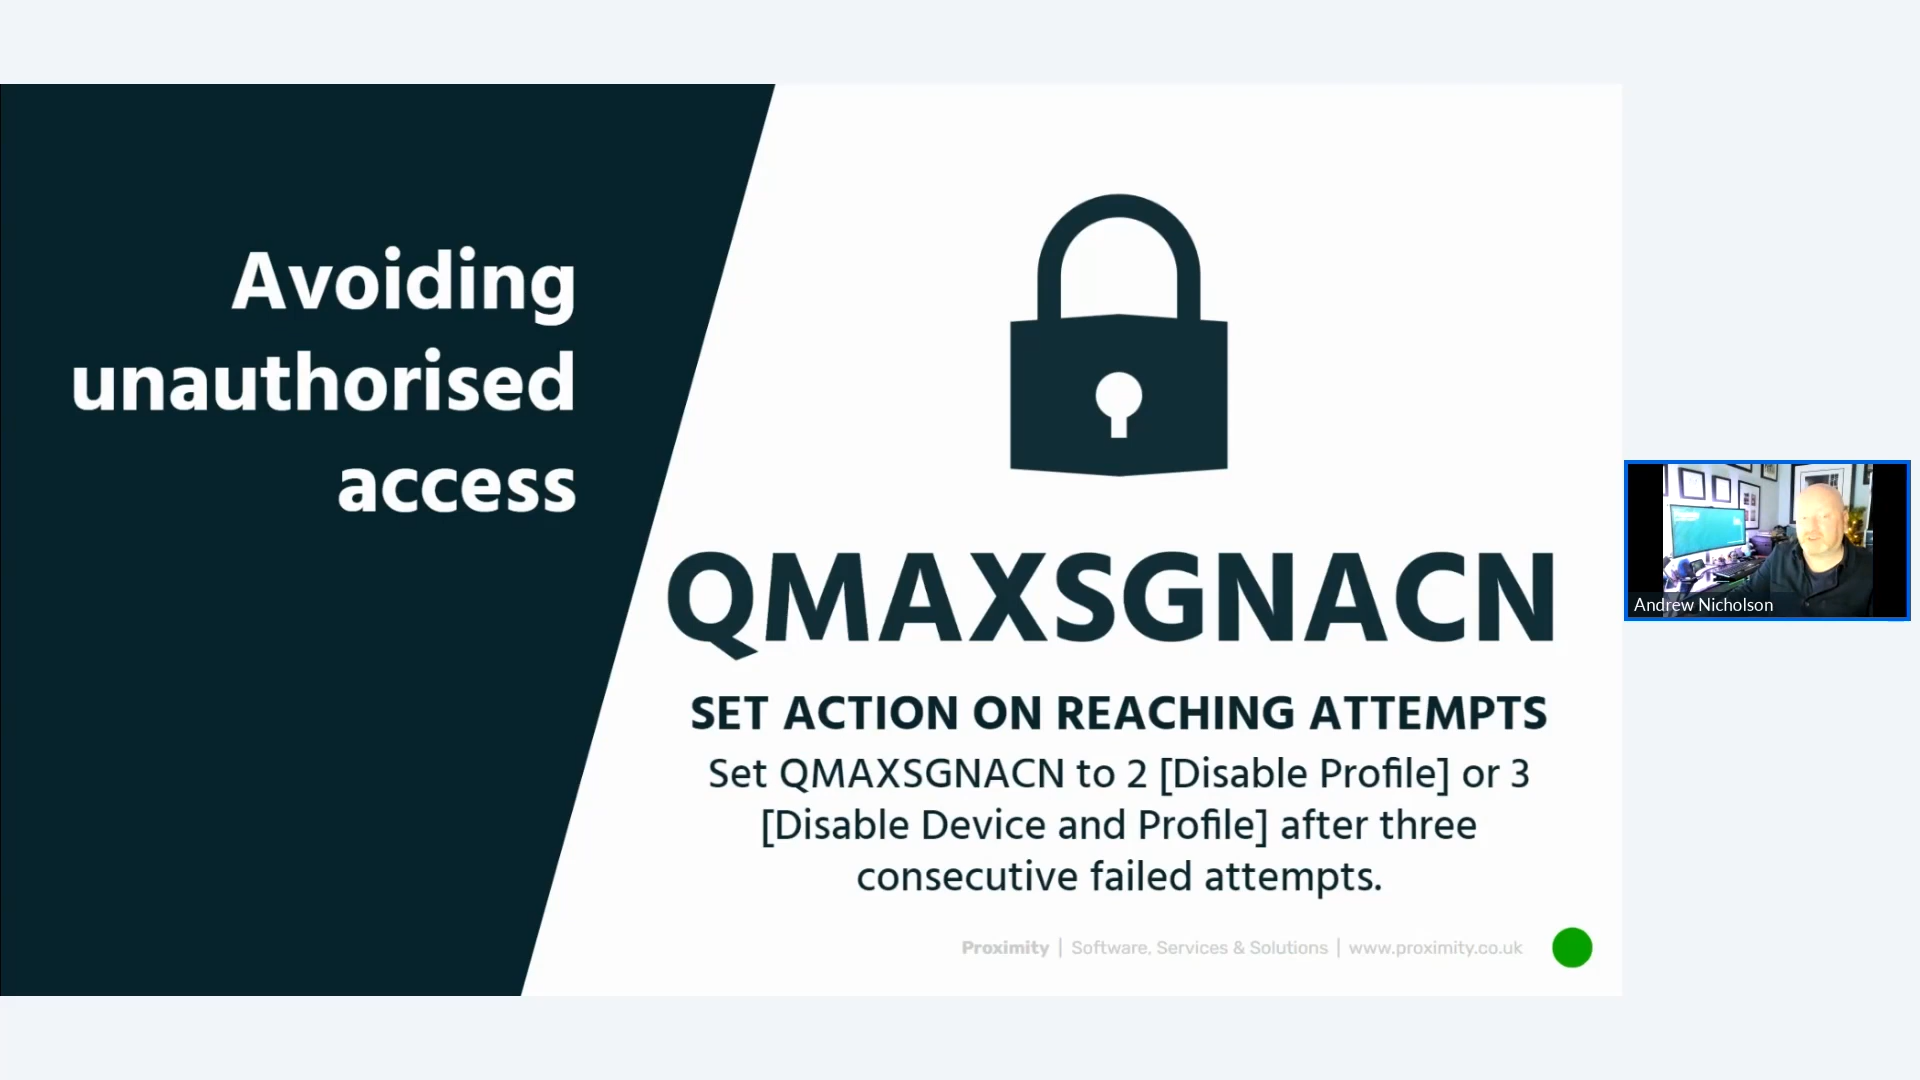 Avoiding
unauthorised
access
QMAXSGNACN
SET ACTION ON REACHING ATTEMPTS
Set QMAXSGNACN to 2 [Disable Profile] or 3
[Disable Device and Profile] after three
consecutive failed attempts.
Proximity | Software, Services & Solutions | www.proximity.co.uk
Andrew Nicholson